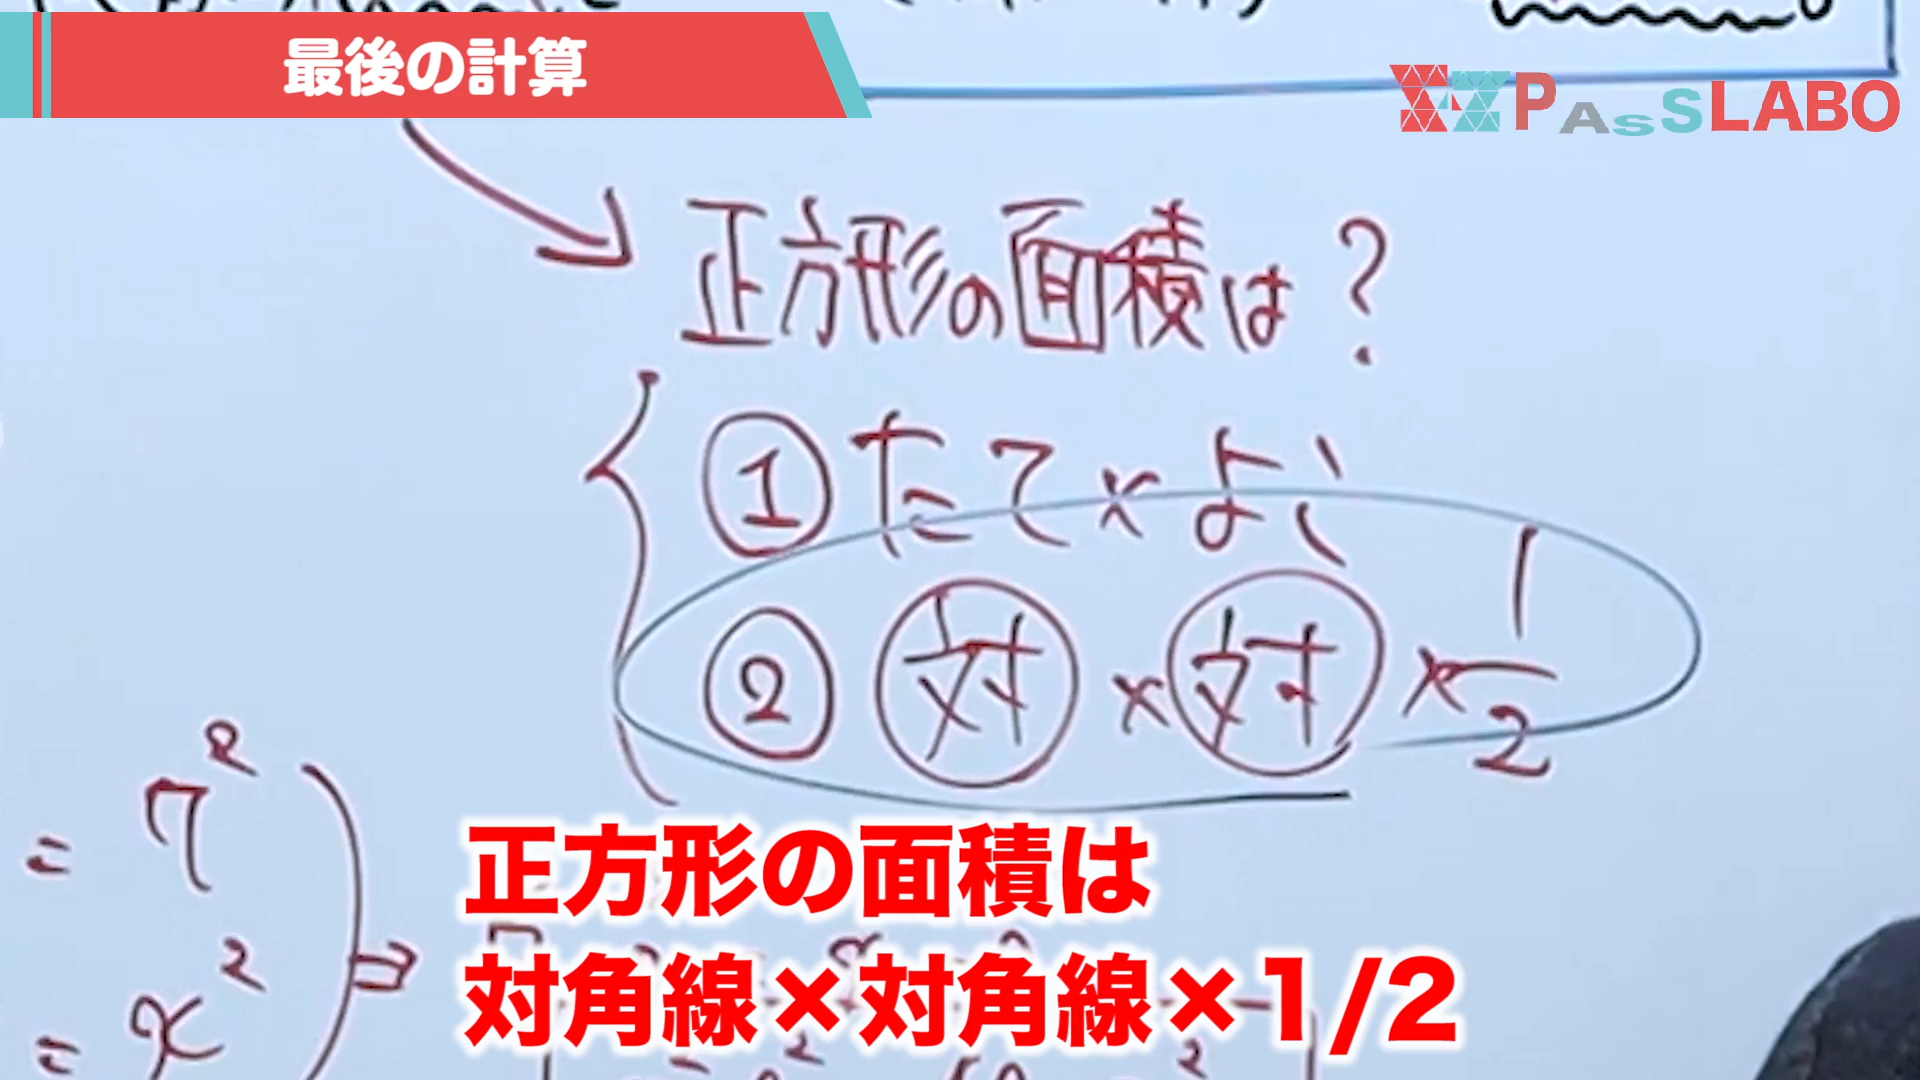 最後の計算
PASSLABO
正方形の面積は?
①たて×よこ
②対×対×1/2
= 7²
= x²
正方形の面積は
対角線×対角線×1/2